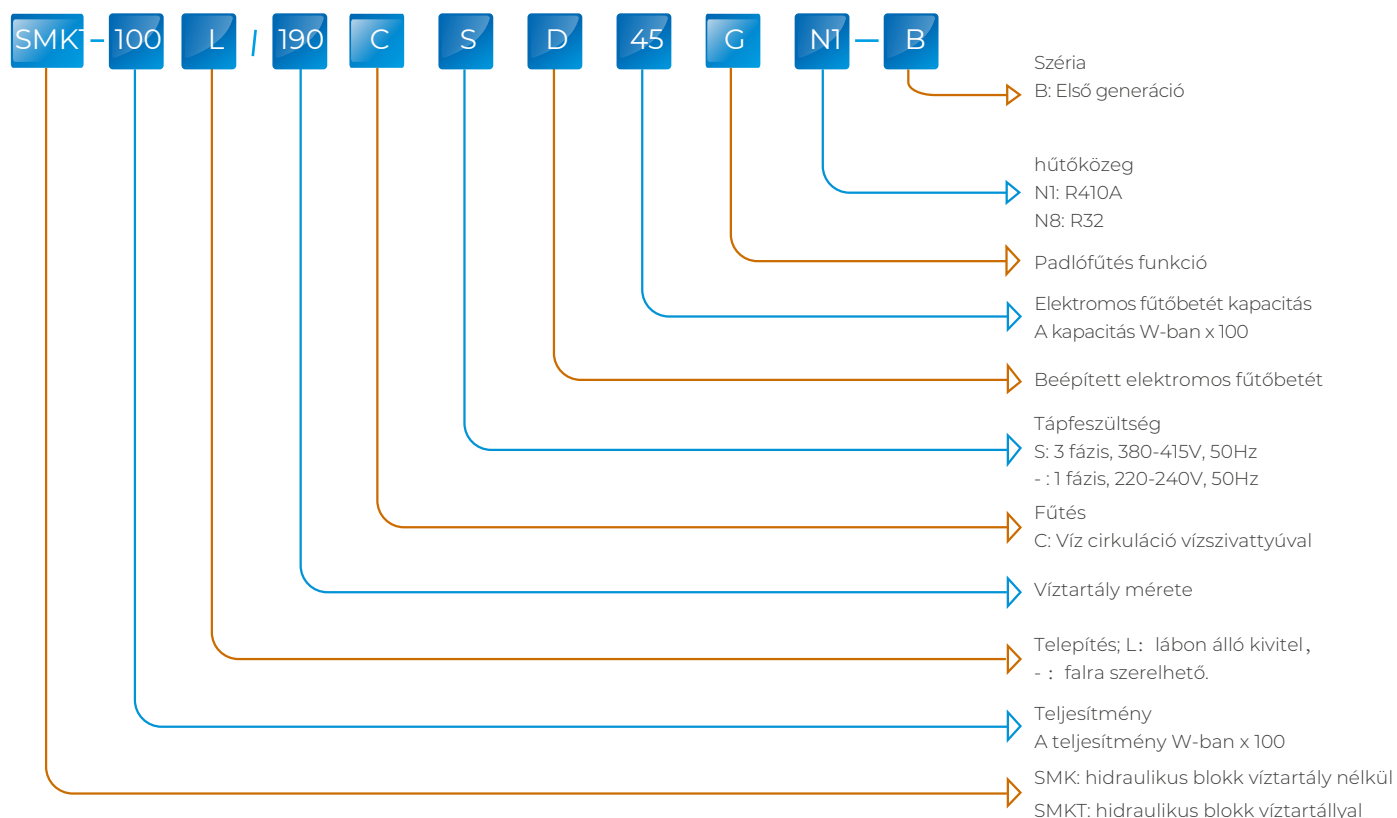 SMKT-100 L / 190 C S D 45 G N1 — B
Széria
B: Első generáció
hűtőközeg
N1: R410A
N8: R32
Padlófűtés funkció
Elektromos fűtőbetét kapacitás
A kapacitás W-ban x 100
Beépített elektromos fűtőbetét
Tápfeszültség
S: 3 fázis, 380-415V, 50Hz
- : 1 fázis, 220-240V, 50Hz
Fűtés
C: Víz cirkuláció vízszivattyúval
Víztartály mérete
Telepítés; L: lábon álló kivitel,
- : falra szerelhető.
Teljesítmény
A teljesítmény W-ban x 100
SMK: hidraulikus blokk víztartály nélkül
SMKT: hidraulikus blokk víztartállyal